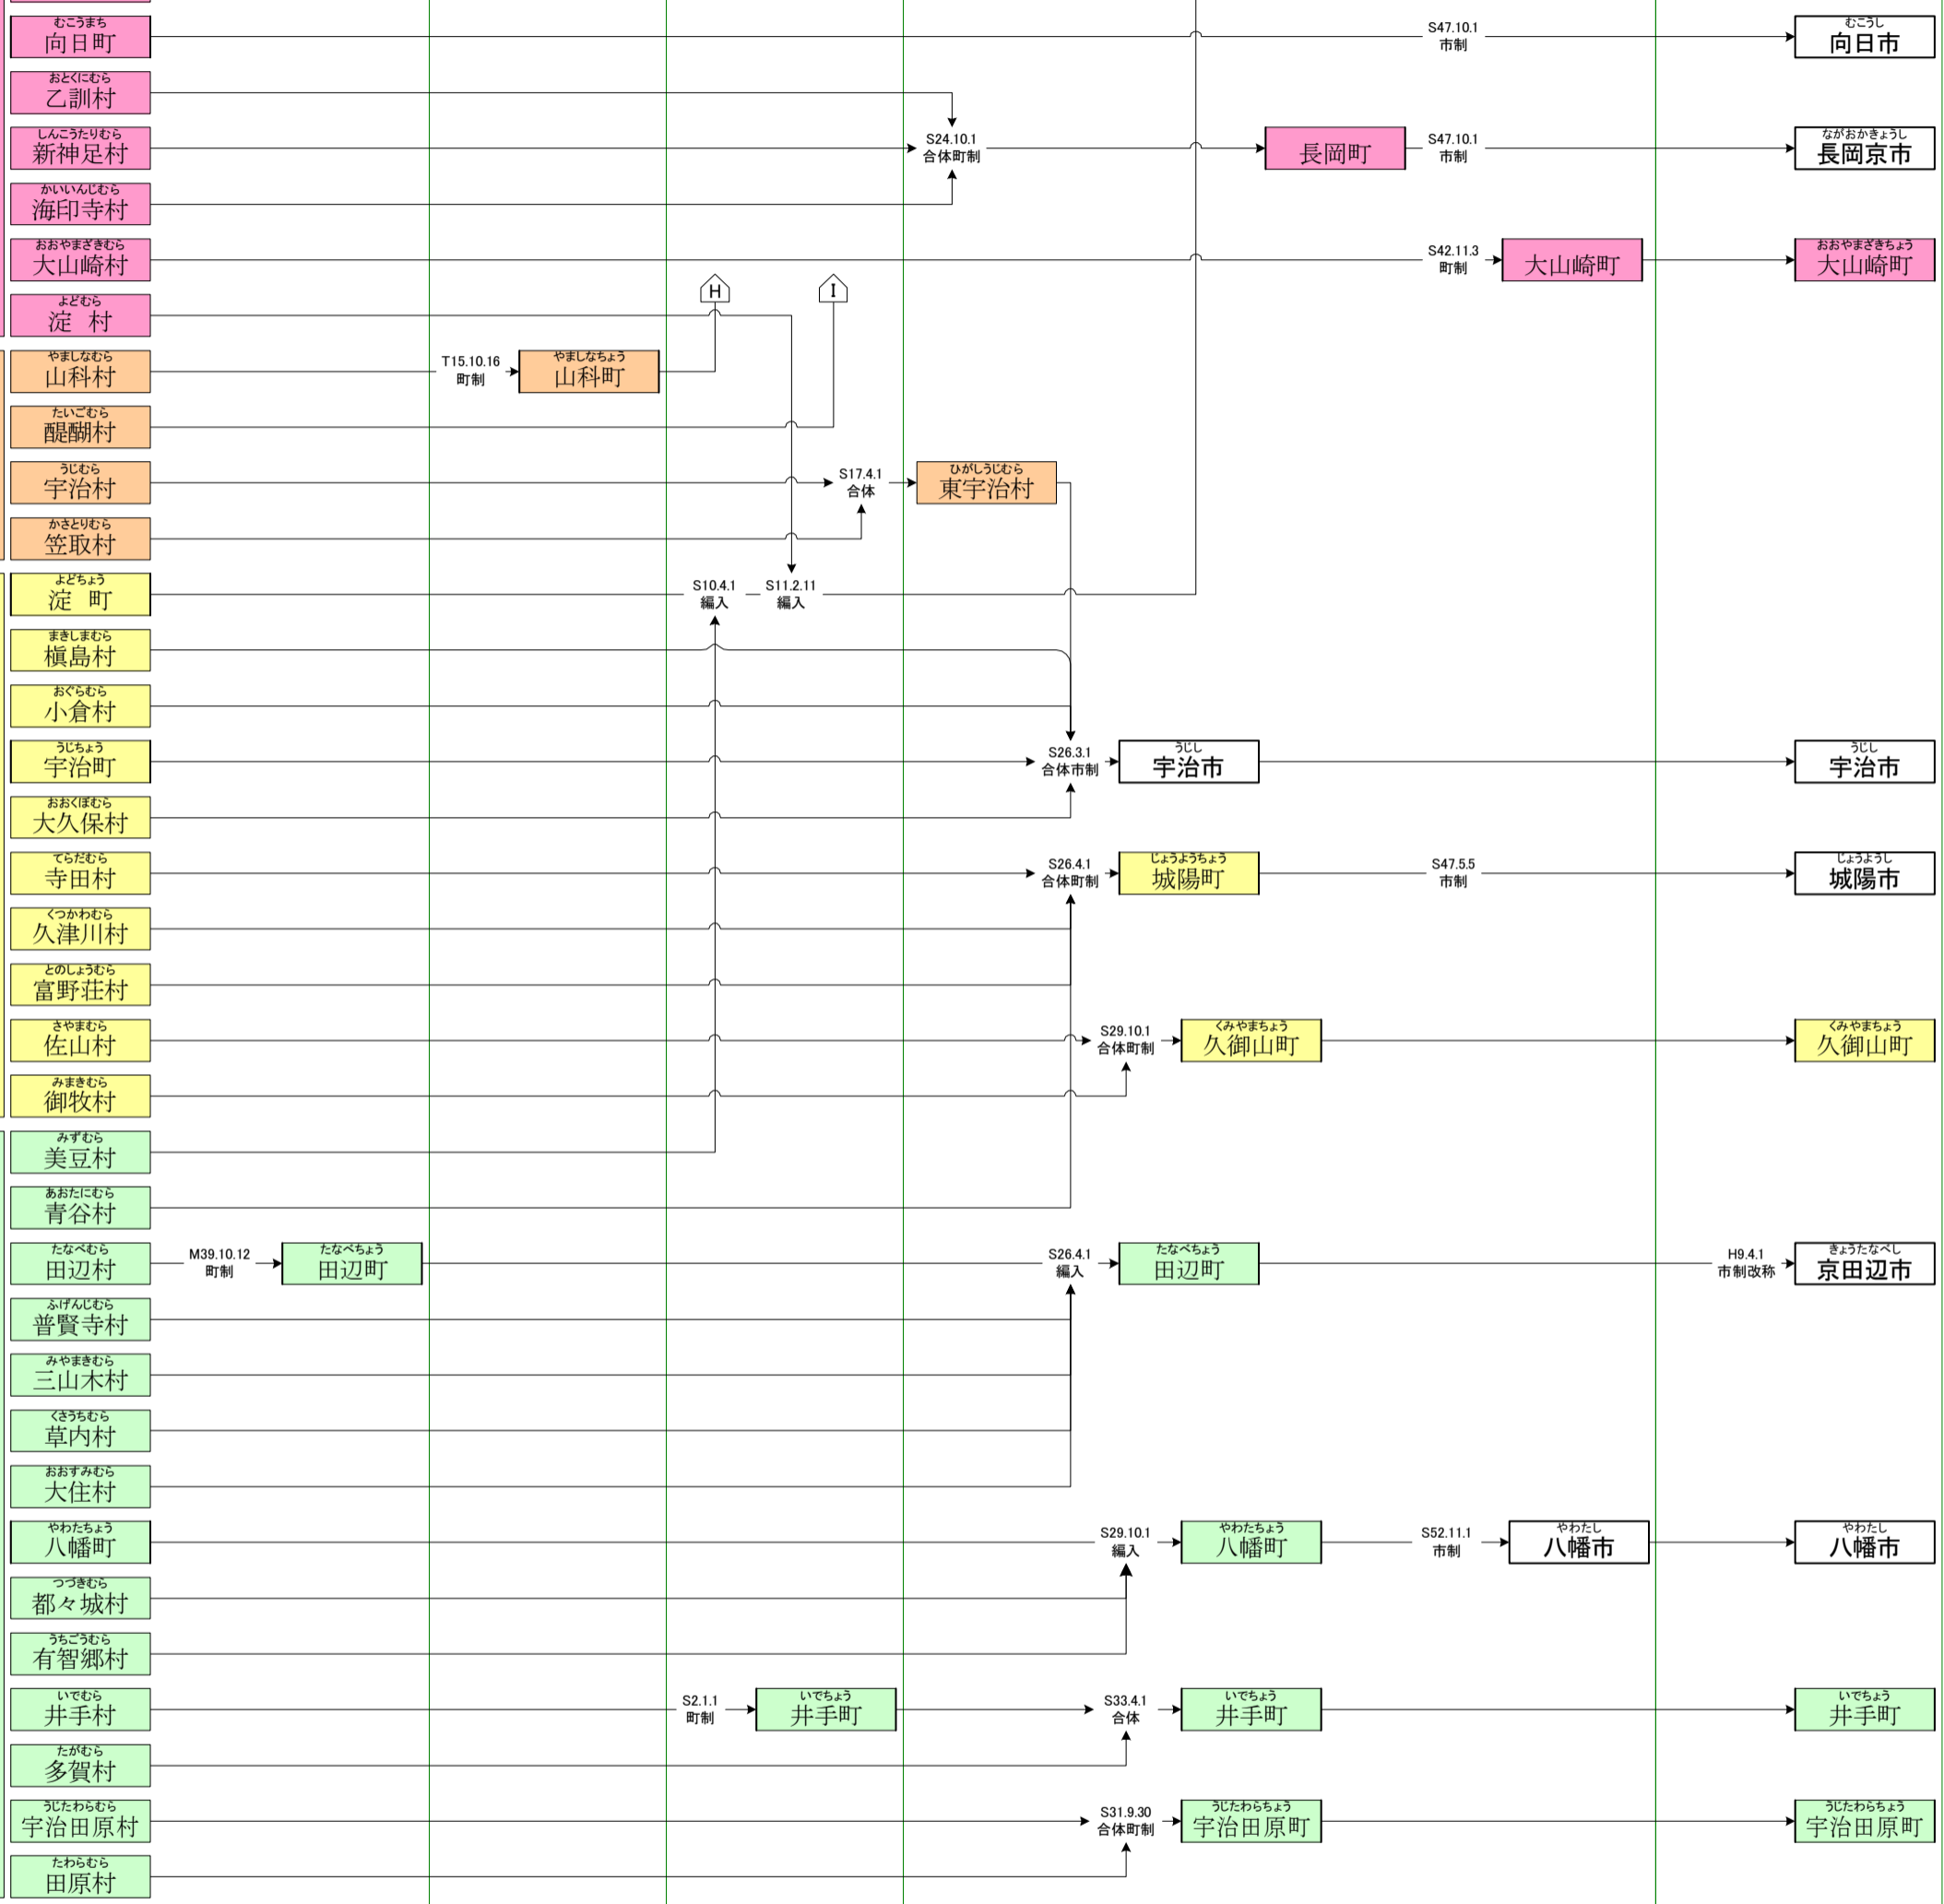 むこうまち
向日町
S47.10.1
市制
むこうし
向日市
おとくにむら
乙訓村
しんこうたりむら
新神足村
S24.10.1
合体町制
長岡町
S47.10.1
市制
ながおかきょうし
長岡京市
かいいんじむら
海印寺村
おおやまざきむら
大山崎村
S42.11.3
町制
大山崎町
おおやまざきちょう
大山崎町
H
I
よどむら
淀 村
やましなむら
山科村
T15.10.16
町制
やましなちょう
山科町
たいごむら
醍醐村
うじむら
宇治村
S17.4.1
合体
ひがしうじむら
東宇治村
かさとりむら
笠取村
よどちょう
淀 町
S10.4.1
編入
S11.2.11
編入
まきしまむら
槇島村
おぐらむら
小倉村
うじちょう
宇治町
S26.3.1
合体市制
うじし
宇治市
うじし
宇治市
おおくぼむら
大久保村
てらだむら
寺田村
S26.4.1
合体町制
じょうようちょう
城陽町
S47.5.5
市制
じょうようし
城陽市
くつかわむら
久津川村
とのしょうむら
富野荘村
さやまむら
佐山村
S29.10.1
合体町制
くみやまちょう
久御山町
くみやまちょう
久御山町
みまきむら
御牧村
みずむら
美豆村
あおたにむら
青谷村
たなべむら
田辺村
M39.10.12
町制
たなべちょう
田辺町
S26.4.1
編入
たなべちょう
田辺町
H9.4.1
市制改称
きょうたなべし
京田辺市
ふげんじむら
普賢寺村
みやまきむら
三山木村
くさうちむら
草内村
おおすみむら
大住村
やわたちょう
八幡町
S29.10.1
編入
やわたちょう
八幡町
S52.11.1
市制
やわたし
八幡市
やわたし
八幡市
つづきむら
都々城村
うちごうむら
有智郷村
いでむら
井手村
S2.1.1
町制
いでちょう
井手町
S33.4.1
合体
いでちょう
井手町
いでちょう
井手町
たがむら
多賀村
うじたわらむら
宇治田原村
S31.9.30
合体町制
うじたわらちょう
宇治田原町
うじたわらちょう
宇治田原町
たわらむら
田原村